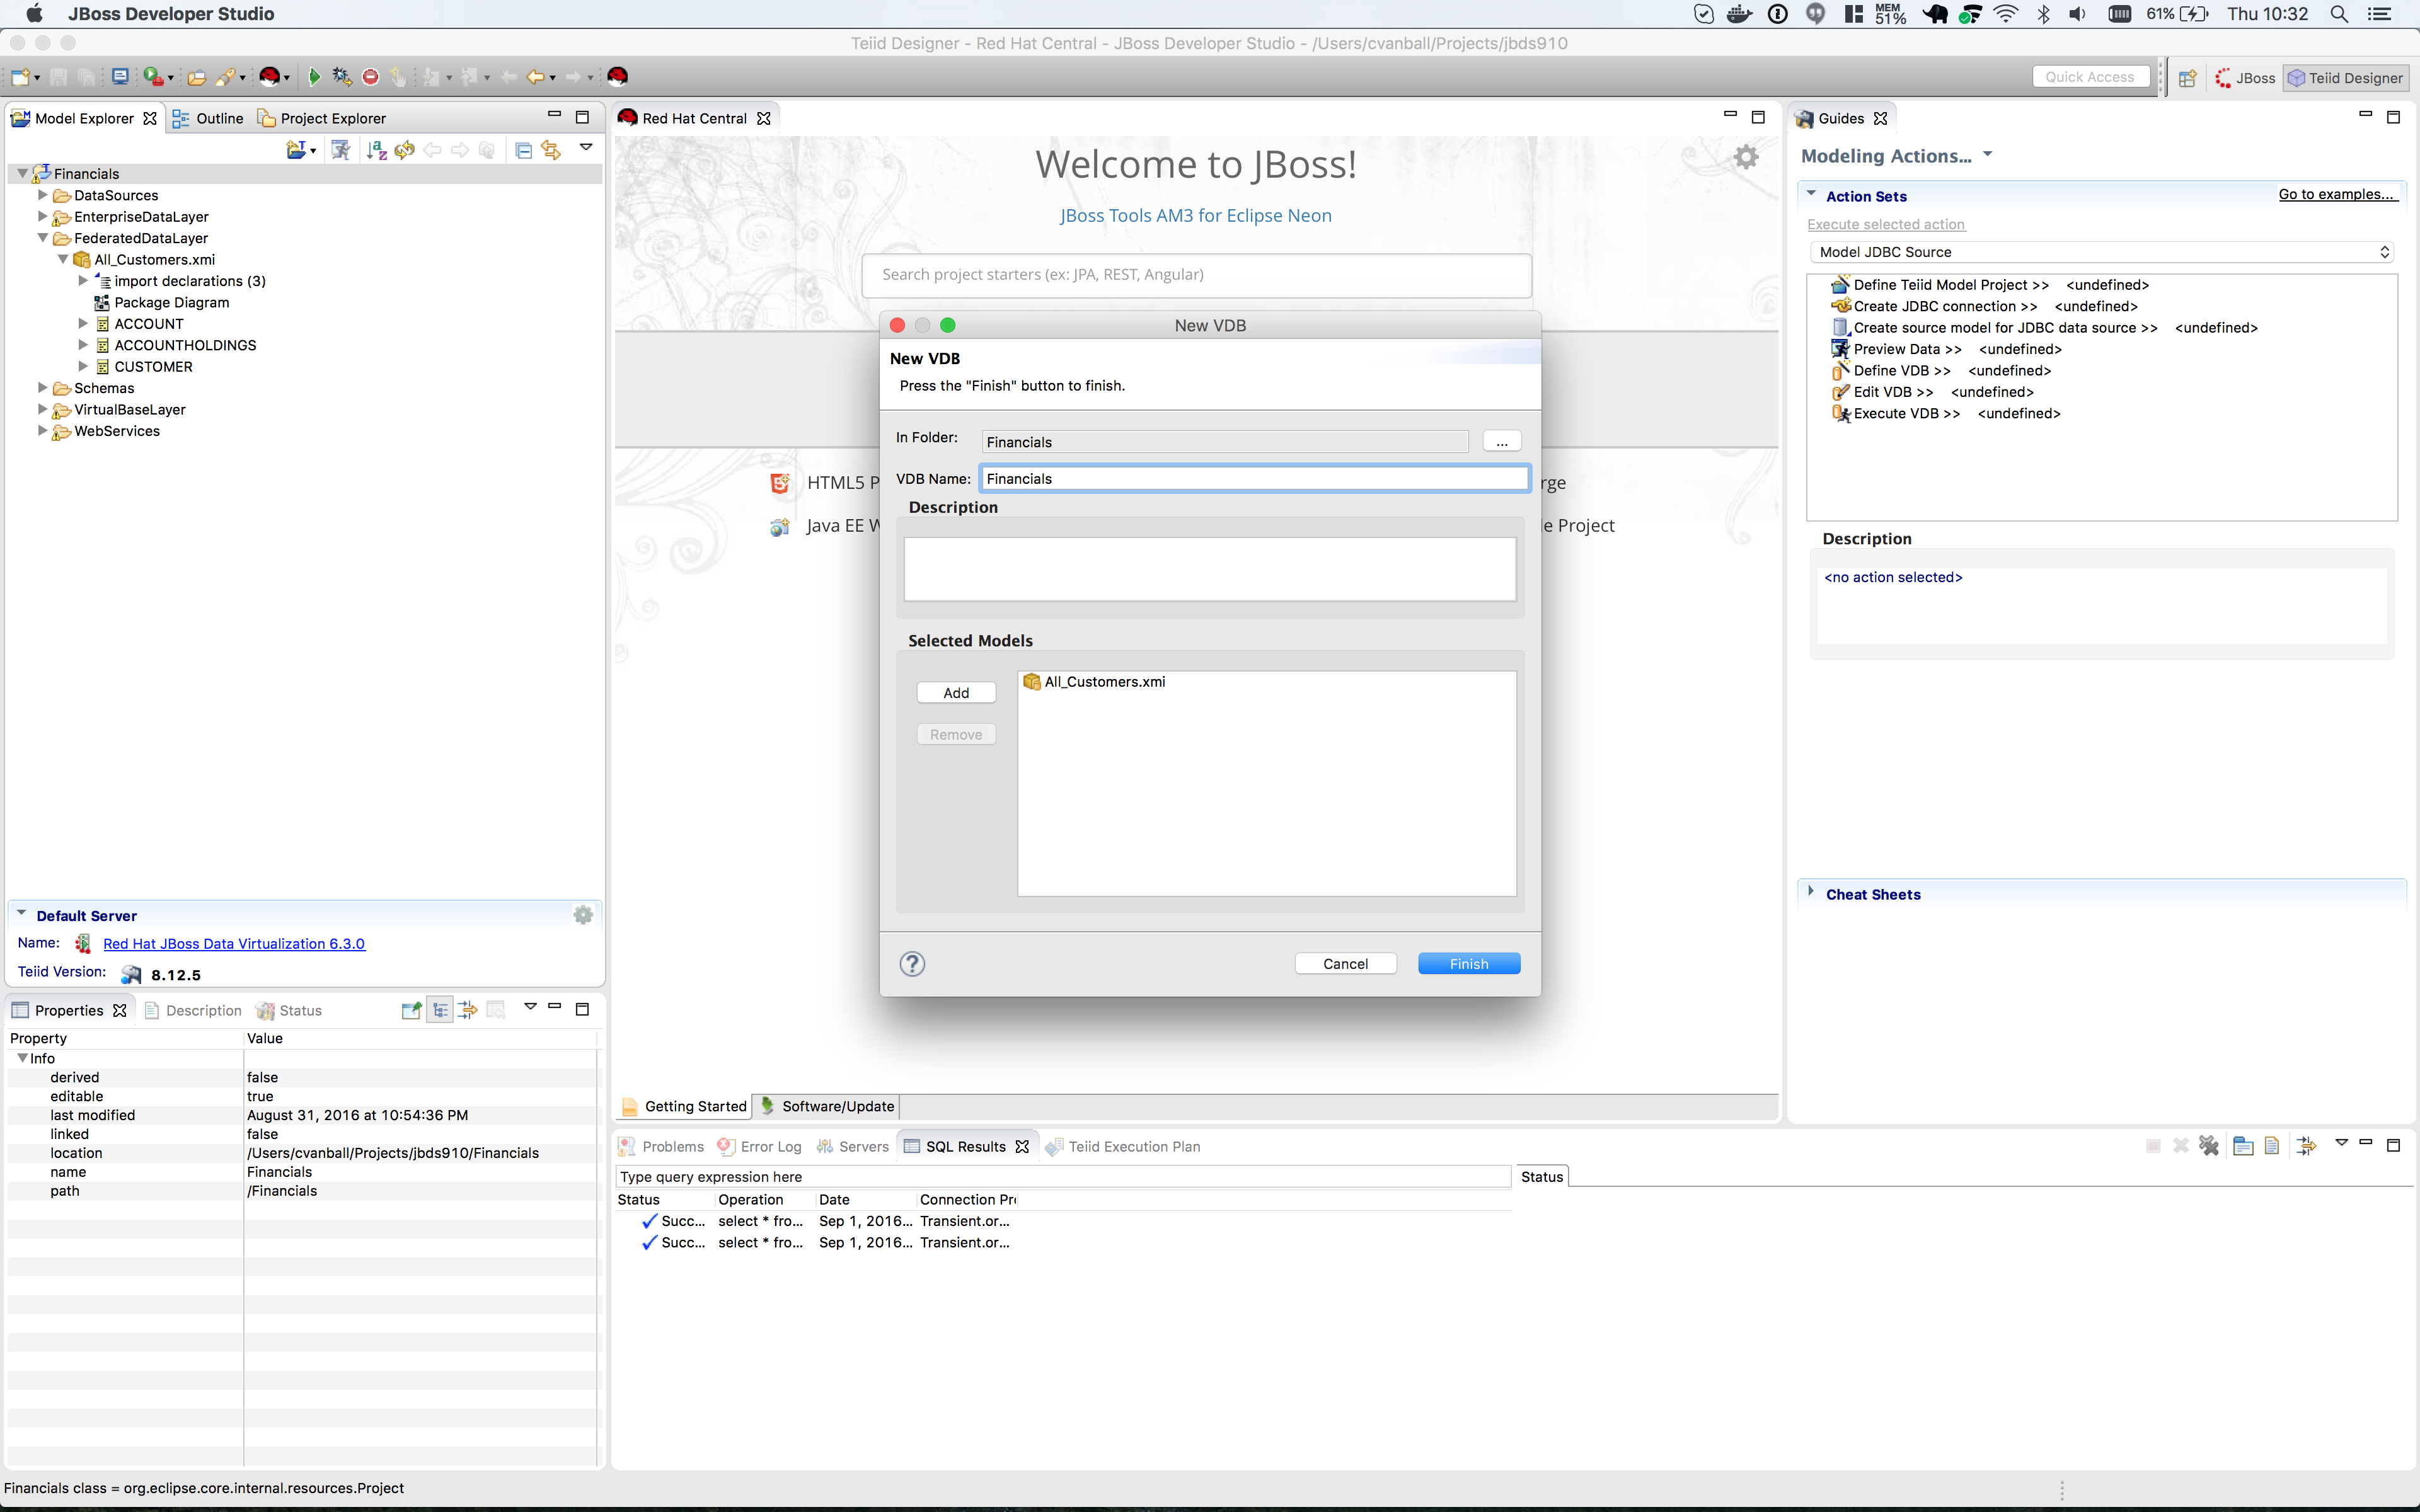 JBoss Developer Studio
MEM 51%
61%
Thu 10:32
Teiid Designer - Red Hat Central - JBoss Developer Studio - /Users/cvanball/Projects/jbds910
Quick Access
JBoss
Teiid Designer
Model Explorer
Outline
Project Explorer
Financials
DataSources
EnterpriseDataLayer
FederatedDataLayer
All_Customers.xmi
import declarations (3)
Package Diagram
ACCOUNT
ACCOUNTHOLDINGS
CUSTOMER
Schemas
VirtualBaseLayer
WebServices
Default Server
Name: Red Hat JBoss Data Virtualization 6.3.0
Teiid Version: 8.12.5
Properties
Description
Status
Property Value
Info
derived false
editable true
last modified August 31, 2016 at 10:54:36 PM
linked false
location /Users/cvanball/Projects/jbds910/Financials
name Financials
path /Financials
Red Hat Central
Welcome to JBoss!
JBoss Tools AM3 for Eclipse Neon
Search project starters (ex: JPA, REST, Angular)
HTML5 P
rge
Java EE W
e Project
New VDB
New VDB
Press the "Finish" button to finish.
In Folder: Financials ...
VDB Name: Financials
Description
Selected Models
Add
Remove
All_Customers.xmi
? Cancel Finish
Getting Started
Software/Update
Problems
Error Log
Servers
SQL Results
Teiid Execution Plan
Type query expression here
Status
Status Operation Date Connection Pr
Succ... select * fro... Sep 1, 2016... Transient.or...
Succ... select * fro... Sep 1, 2016... Transient.or...
Guides
Modeling Actions...
Action Sets
Go to examples...
Execute selected action
Model JDBC Source
Define Teiid Model Project >> <undefined>
Create JDBC connection >> <undefined>
Create source model for JDBC data source >> <undefined>
Preview Data >> <undefined>
Define VDB >> <undefined>
Edit VDB >> <undefined>
Execute VDB >> <undefined>
Description
<no action selected>
Cheat Sheets
Financials class = org.eclipse.core.internal.resources.Project